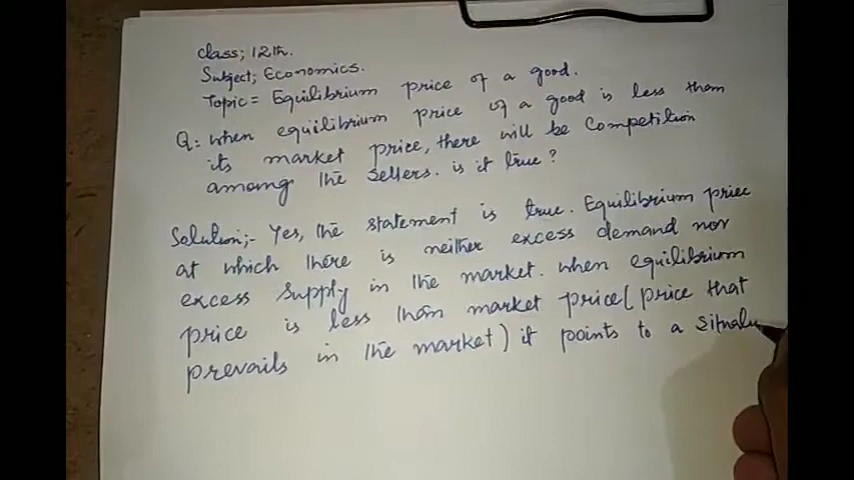 Class; 12th.
Subject; Economics.
Topic = Equilibrium price of a good.
Q: when equilibrium price of a good is less than
its market price, there will be competition
among the sellers. is it true?
Solution;- Yes, the statement is true. Equilibrium price
at which there is neither excess demand nor
excess supply in the market. when equilibrium
price is less than market price (price that
prevails in the market) it points to a situatu